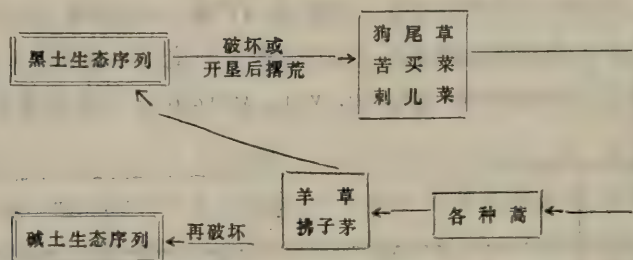 黑土生态序列
破坏或
开垦后撂荒
狗尾草
苦买菜
刺儿菜
羊草
拂子茅
各种蒿
碱土生态序列
再破坏